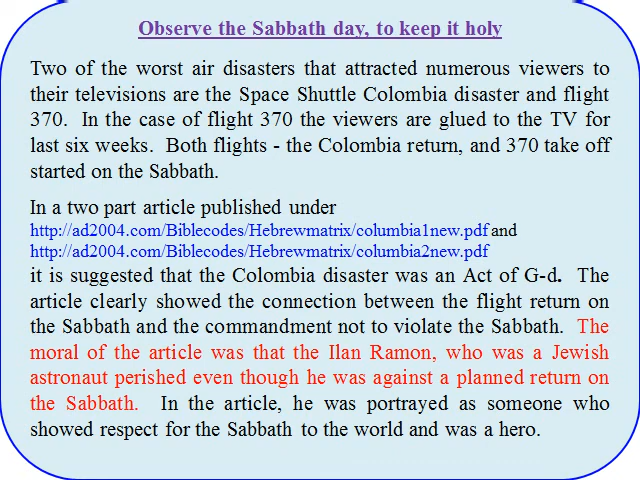 Observe the Sabbath day, to keep it holy
Two of the worst air disasters that attracted numerous viewers to
their televisions are the Space Shuttle Colombia disaster and flight
370.  In the case of flight 370 the viewers are glued to the TV for
last six weeks.  Both flights - the Colombia return, and 370 take off
started on the Sabbath.
In a two part article published under
http://ad2004.com/Biblecodes/Hebrewmatrix/columbia1new.pdf and
http://ad2004.com/Biblecodes/Hebrewmatrix/columbia2new.pdf
it is suggested that the Colombia disaster was an Act of G-d.  The
article clearly showed the connection between the flight return on
the Sabbath and the commandment not to violate the Sabbath.  The
moral of the article was that the Ilan Ramon, who was a Jewish
astronaut perished even though he was against a planned return on
the Sabbath.  In the article, he was portrayed as someone who
showed respect for the Sabbath to the world and was a hero.